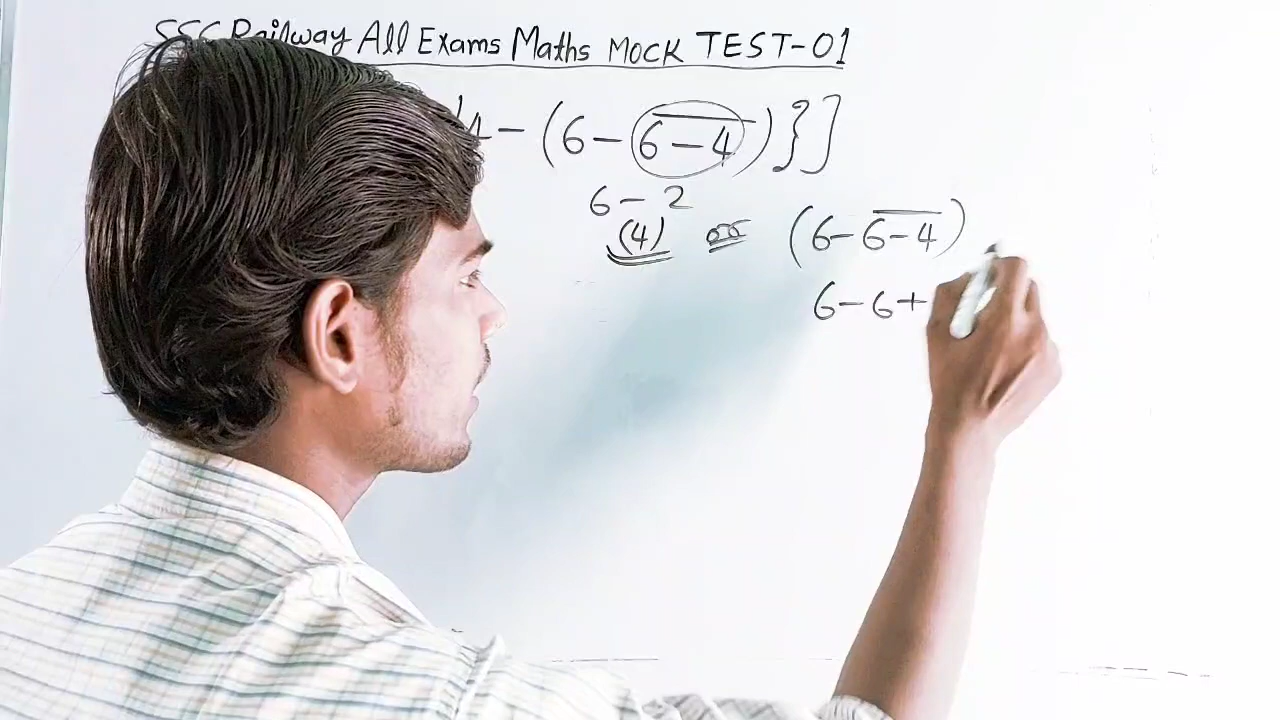 SSC Railway All Exams Maths MOCK TEST-01
4 - (6 - 6 - 4)}]
6 - 2
(4) or (6 - 6 - 4)
6 - 6 +